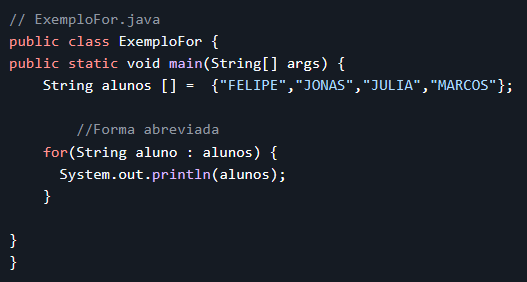 // ExemploFor.java
public class ExemploFor {
public static void main(String[] args) {
    String alunos [] =  {"FELIPE","JONAS","JULIA","MARCOS"};

        //Forma abreviada
    for(String aluno : alunos) {
      System.out.println(alunos);
    }

}
}